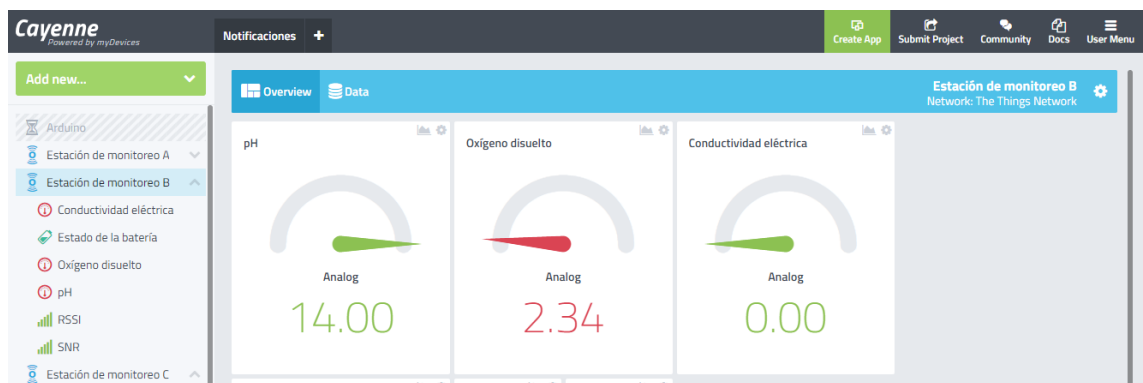 Cayenne
Powered by myDevices
Notificaciones +
Create App
Submit Project
Community
Docs
User Menu
Add new...
Arduino
Estación de monitoreo A
Estación de monitoreo B
Conductividad eléctrica
Estado de la batería
Oxígeno disuelto
pH
RSSI
SNR
Estación de monitoreo C
Overview
Data
Estación de monitoreo B
Network: The Things Network
pH
Analog
14.00
Oxígeno disuelto
Analog
2.34
Conductividad eléctrica
Analog
0.00